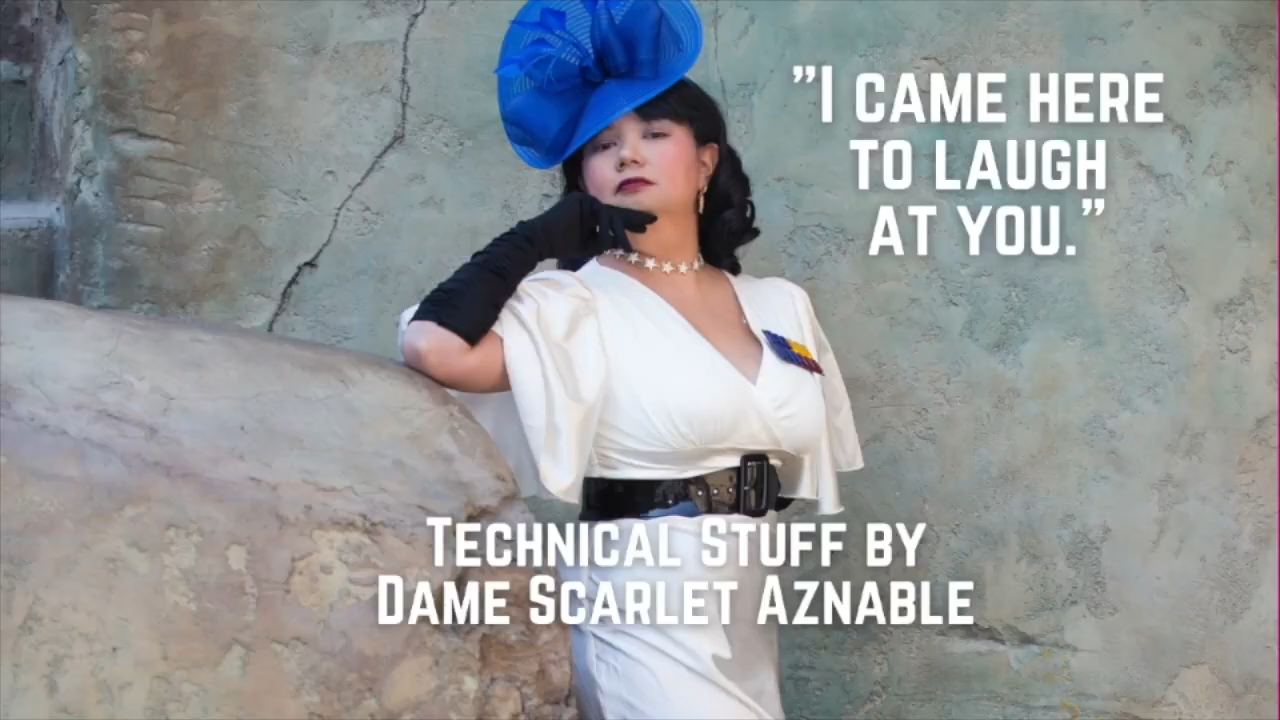 ”I CAME HERE
TO LAUGH
AT YOU.”
TECHNICAL STUFF BY
DAME SCARLET AZNABLE